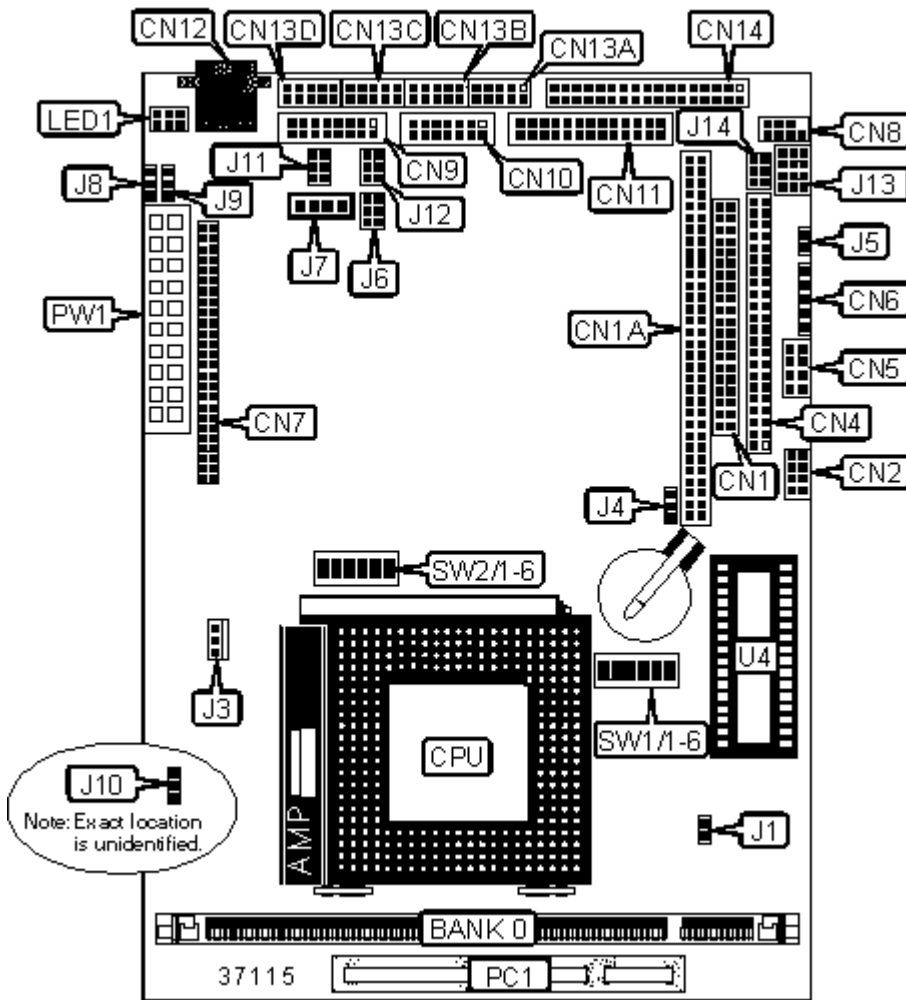 CN12
CN13D
CN13C
CN13B
CN13A
CN14
LED1
J14
CN8
J11
CN9
CN10
CN11
J13
J8
J9
J12
J7
J6
J5
PW1
CN1A
CN6
CN5
CN7
CN4
CN1
CN2
J4
SW2/1-6
U4
J3
SW1/1-6
CPU
J10
Note: Exact location
is unidentified.
AMP
J1
BANK 0
37115
PC1